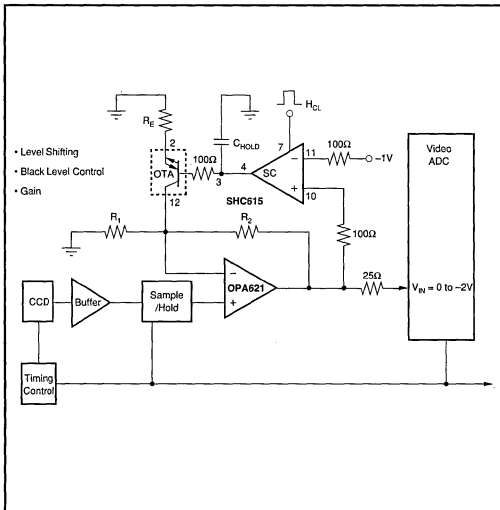 H_CL
R_E
C_HOLD
2
7
100Ω
11
100Ω
–1V
Video
ADC
• Level Shifting
• Black Level Control
• Gain
OTA
3
4
SC
–
+
10
SHC615
12
R_1
R_2
100Ω
–
+
OPA621
25Ω
V_IN = 0 to –2V
CCD
Buffer
Sample
/Hold
Timing
Control